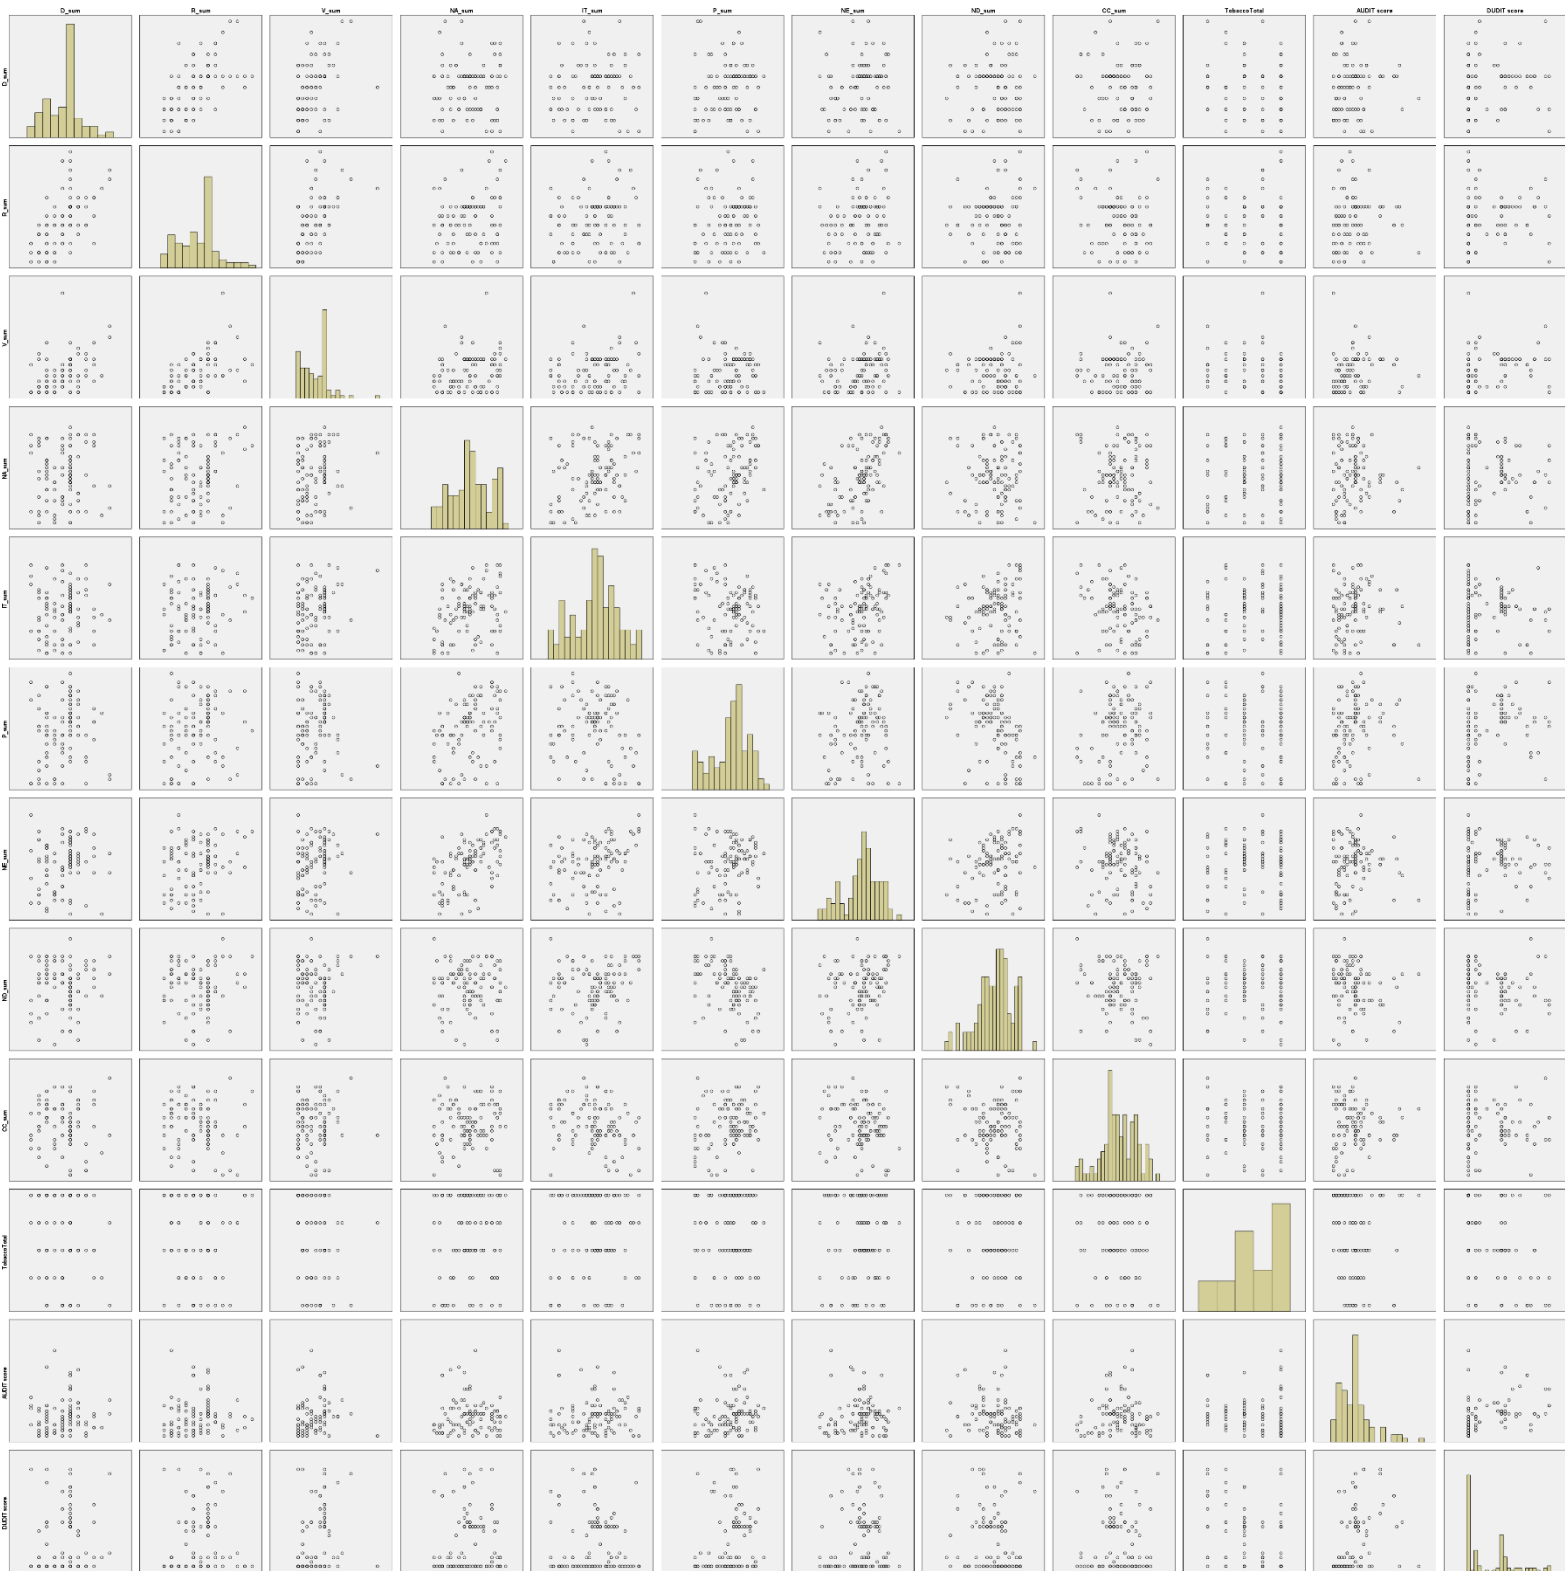 D_sum R_sum V_sum NA_sum IT_sum P_sum NE_sum ND_sum CC_sum TobaccoTotal AUDIT score DUDIT score
D_sum
R_sum
V_sum
NA_sum
IT_sum
P_sum
NE_sum
ND_sum
CC_sum
TobaccoTotal
AUDIT score
DUDIT score